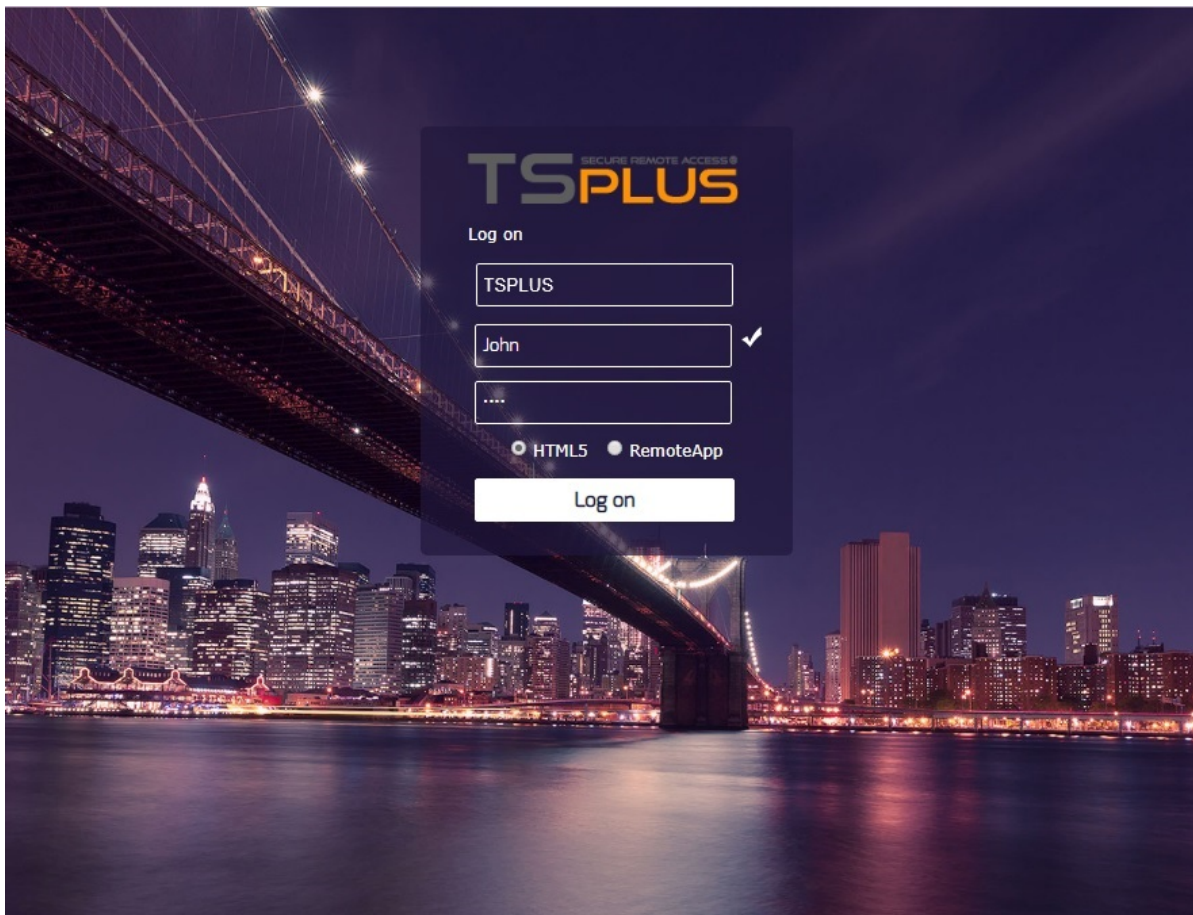 TSPLUS SECURE REMOTE ACCESS®
Log on
TSPLUS
John
····
HTML5 RemoteApp
Log on